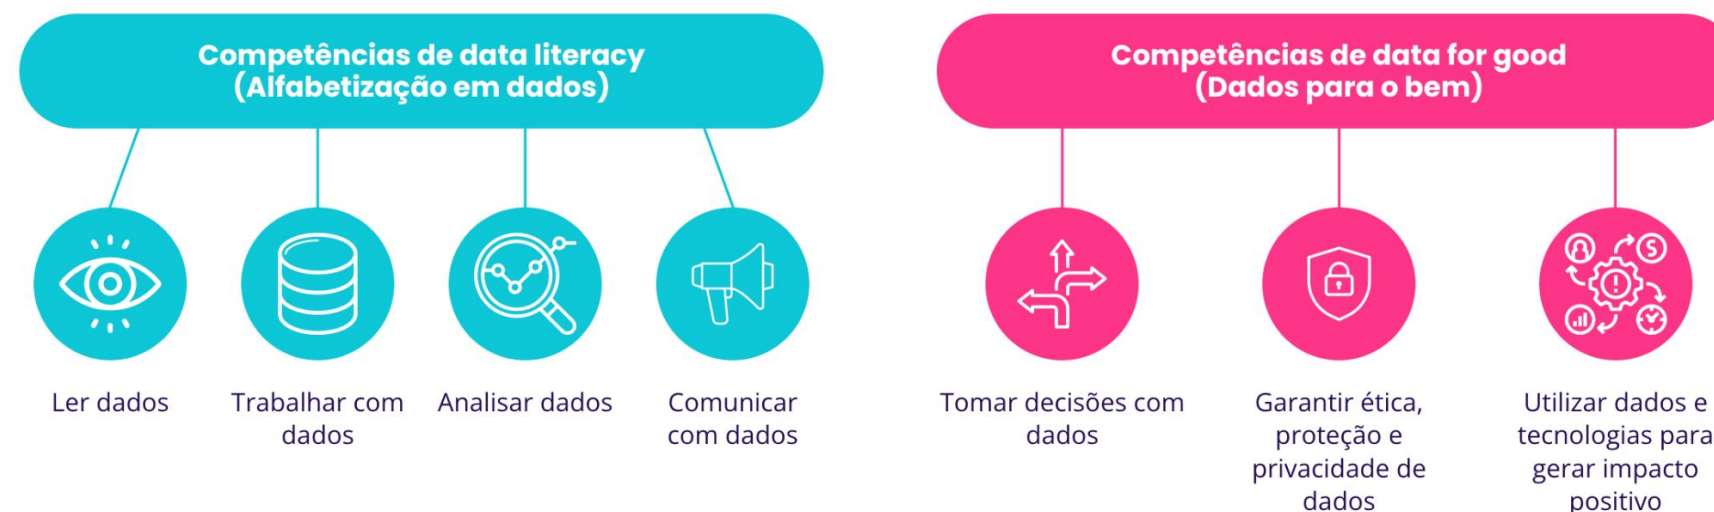 Competências de data literacy
(Alfabetização em dados)
Ler dados
Trabalhar com
dados
Analisar dados
Comunicar
com dados
Competências de data for good
(Dados para o bem)
Tomar decisões com
dados
Garantir ética,
proteção e
privacidade de
dados
Utilizar dados e
tecnologias para
gerar impacto
positivo